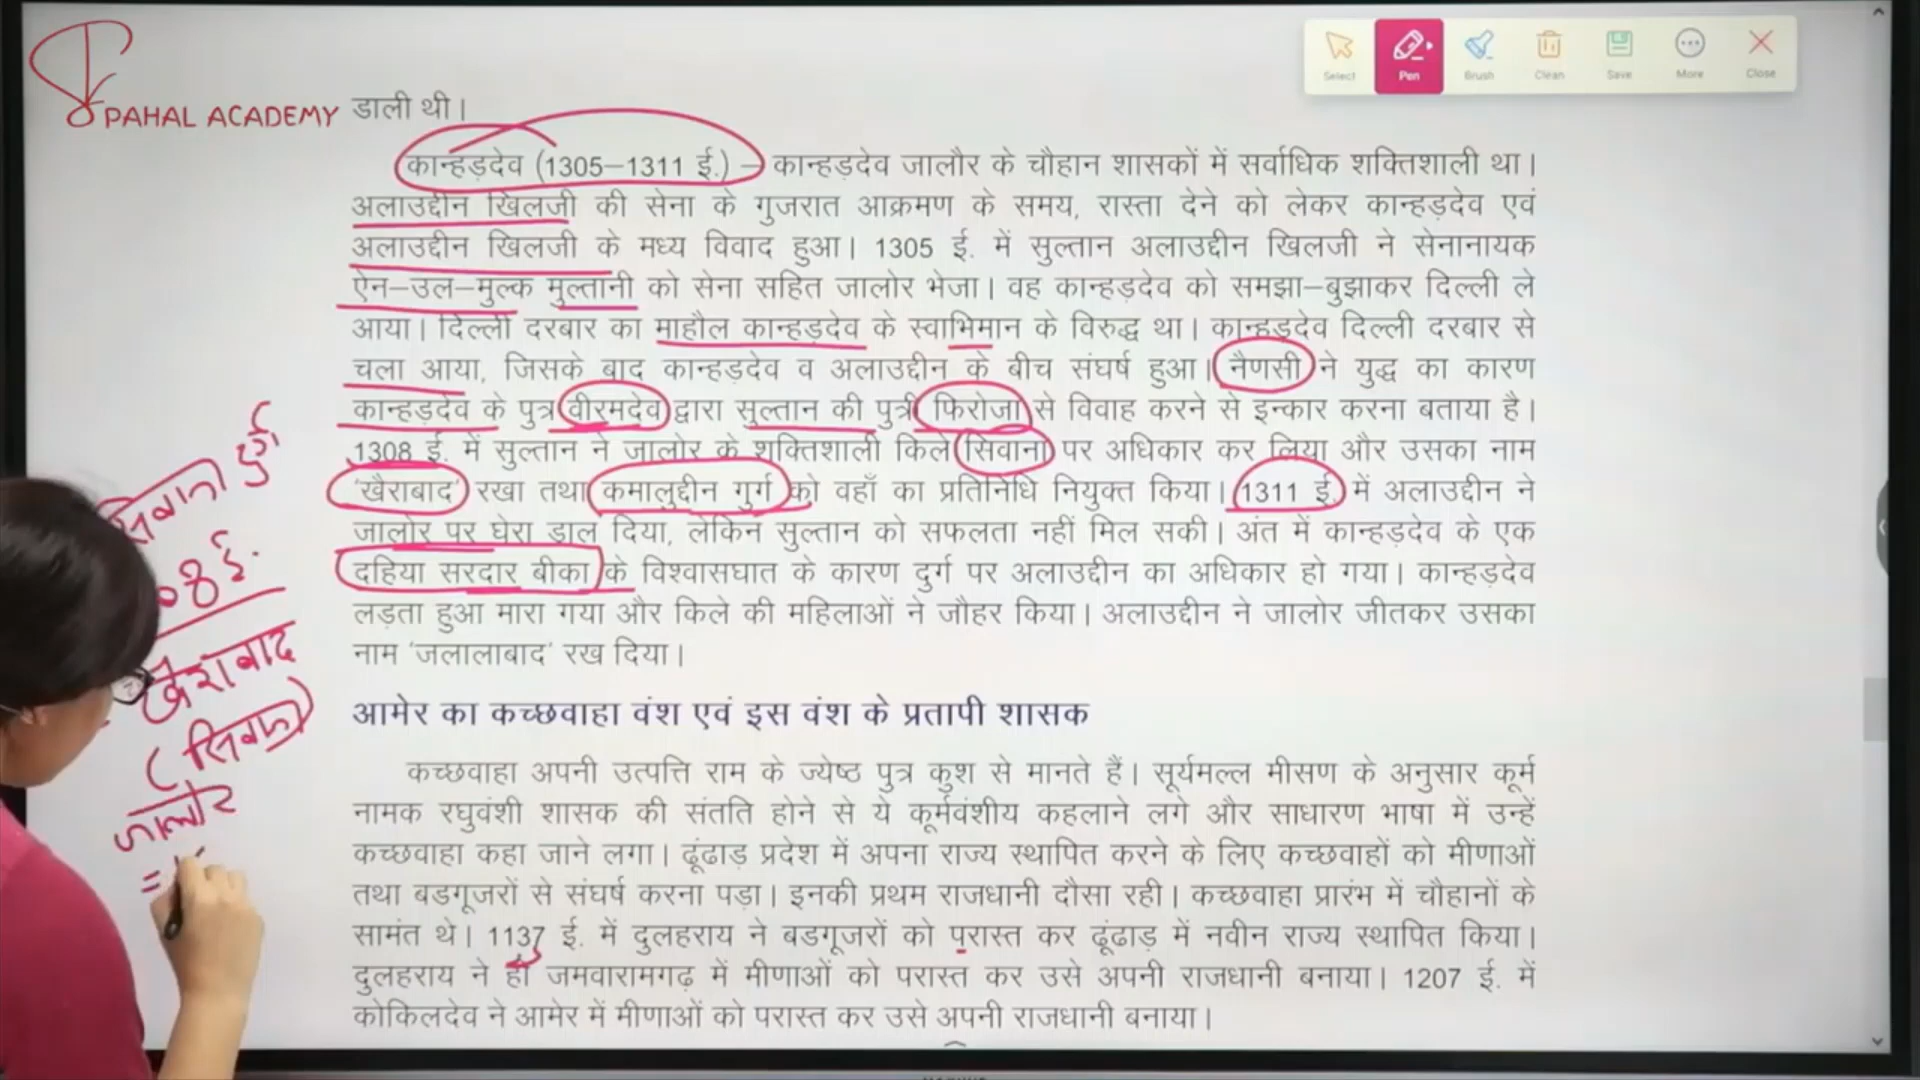 PAHAL ACADEMY
Select Pen Brush Clean Save More Close
डाली थी।
कान्हड़देव (1305–1311 ई.) – कान्हड़देव जालौर के चौहान शासकों में सर्वाधिक शक्तिशाली था।
अलाउद्दीन खिलजी की सेना के गुजरात आक्रमण के समय, रास्ता देने को लेकर कान्हड़देव एवं
अलाउद्दीन खिलजी के मध्य विवाद हुआ। 1305 ई. में सुल्तान अलाउद्दीन खिलजी ने सेनानायक
ऐन–उल–मुल्क मुल्तानी को सेना सहित जालोर भेजा। वह कान्हड़देव को समझा–बुझाकर दिल्ली ले
आया। दिल्ली दरबार का माहौल कान्हड़देव के स्वाभिमान के विरुद्ध था। कान्हड़देव दिल्ली दरबार से
चला आया, जिसके बाद कान्हड़देव व अलाउद्दीन के बीच संघर्ष हुआ। नैणसी ने युद्ध का कारण
कान्हड़देव के पुत्र वीरमदेव द्वारा सुल्तान की पुत्री फिरोजा से विवाह करने से इन्कार करना बताया है।
1308 ई. में सुल्तान ने जालोर के शक्तिशाली किले सिवाना पर अधिकार कर लिया और उसका नाम
'खैराबाद' रखा तथा कमालुद्दीन गुर्ग को वहाँ का प्रतिनिधि नियुक्त किया। 1311 ई. में अलाउद्दीन ने
जालोर पर घेरा डाल दिया, लेकिन सुल्तान को सफलता नहीं मिल सकी। अंत में कान्हड़देव के एक
दहिया सरदार बीका के विश्वासघात के कारण दुर्ग पर अलाउद्दीन का अधिकार हो गया। कान्हड़देव
लड़ता हुआ मारा गया और किले की महिलाओं ने जौहर किया। अलाउद्दीन ने जालोर जीतकर उसका
नाम 'जलालाबाद' रख दिया।
आमेर का कच्छवाहा वंश एवं इस वंश के प्रतापी शासक
कच्छवाहा अपनी उत्पत्ति राम के ज्येष्ठ पुत्र कुश से मानते हैं। सूर्यमल्ल मीसण के अनुसार कूर्म
नामक रघुवंशी शासक की संतति होने से ये कूर्मवंशीय कहलाने लगे और साधारण भाषा में उन्हें
कच्छवाहा कहा जाने लगा। ढूंढाड़ प्रदेश में अपना राज्य स्थापित करने के लिए कच्छवाहों को मीणाओं
तथा बडगूजरों से संघर्ष करना पड़ा। इनकी प्रथम राजधानी दौसा रही। कच्छवाहा प्रारंभ में चौहानों के
सामंत थे। 1137 ई. में दुलहराय ने बडगूजरों को परास्त कर ढूंढाड़ में नवीन राज्य स्थापित किया।
दुलहराय ने ही जमवारामगढ़ में मीणाओं को परास्त कर उसे अपनी राजधानी बनाया। 1207 ई. में
कोकिलदेव ने आमेर में मीणाओं को परास्त कर उसे अपनी राजधानी बनाया।
सिवाना दुर्ग
08 ई.
खैराबाद
जालोर
=